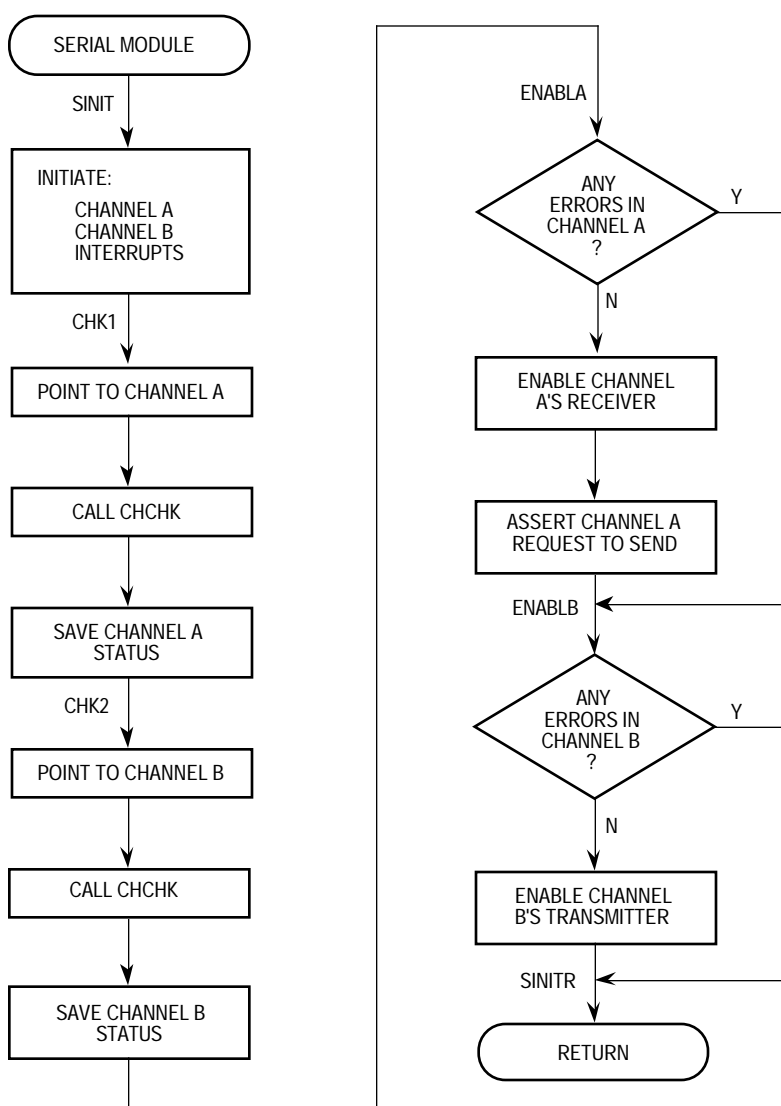 SERIAL MODULE
SINIT
INITIATE:
CHANNEL A
CHANNEL B
INTERRUPTS
CHK1
POINT TO CHANNEL A
CALL CHCHK
SAVE CHANNEL A
STATUS
CHK2
POINT TO CHANNEL B
CALL CHCHK
SAVE CHANNEL B
STATUS
ENABLA
ANY
ERRORS IN
CHANNEL A
?
Y
N
ENABLE CHANNEL
A'S RECEIVER
ASSERT CHANNEL A
REQUEST TO SEND
ENABLB
ANY
ERRORS IN
CHANNEL B
?
Y
N
ENABLE CHANNEL
B'S TRANSMITTER
SINITR
RETURN